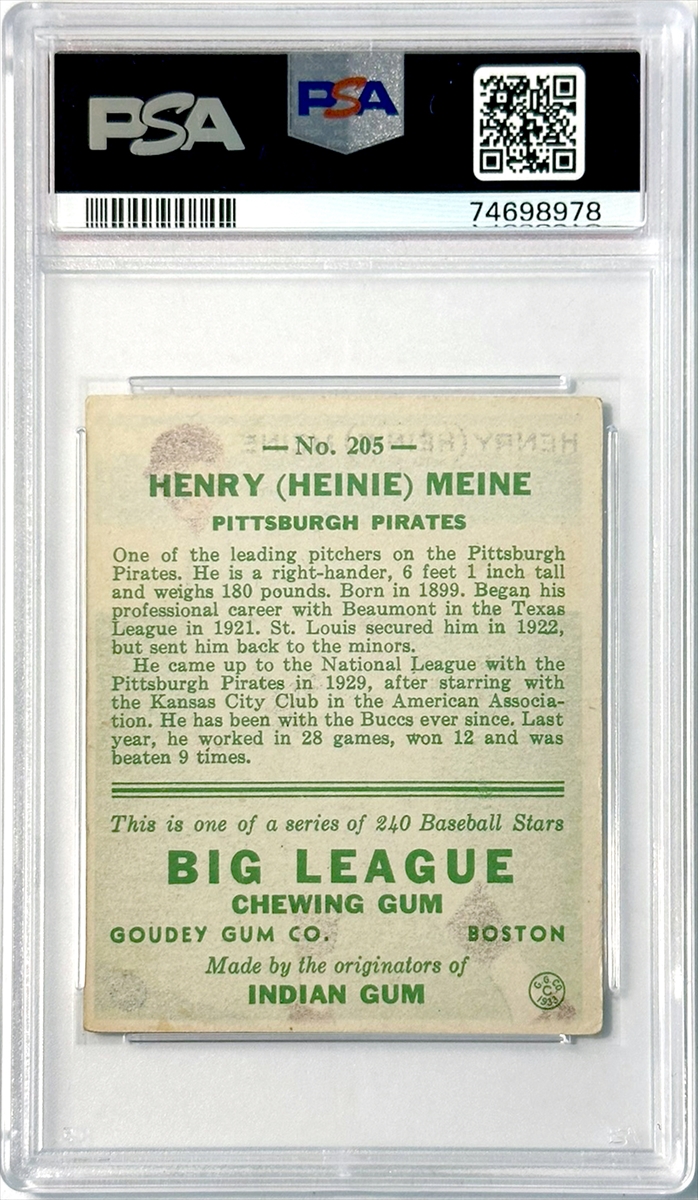 PSA
PSA
74698978
— No. 205 —
HENRY (HEINIE) MEINE
PITTSBURGH PIRATES
One of the leading pitchers on the Pittsburgh
Pirates. He is a right-hander, 6 feet 1 inch tall
and weighs 180 pounds. Born in 1899. Began his
professional career with Beaumont in the Texas
League in 1921. St. Louis secured him in 1922,
but sent him back to the minors.
He came up to the National League with the
Pittsburgh Pirates in 1929, after starring with
the Kansas City Club in the American Associa-
tion. He has been with the Buccs ever since. Last
year, he worked in 28 games, won 12 and was
beaten 9 times.
This is one of a series of 240 Baseball Stars
BIG LEAGUE
CHEWING GUM
GOUDEY GUM CO. BOSTON
Made by the originators of
INDIAN GUM
G. G. CO.
C
1933